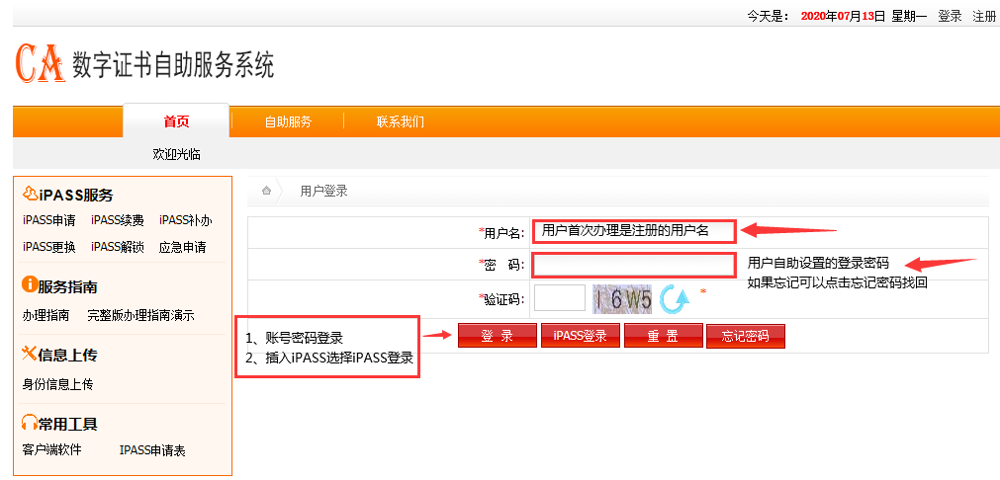 今天是： 2020年07月13日 星期一 登录 注册
CA 数字证书自助服务系统
首页 自助服务 联系我们
欢迎光临
iPASS服务
iPASS申请 iPASS续费 iPASS补办
iPASS更换 iPASS解锁 应急申请
服务指南
办理指南 完整版办理指南演示
信息上传
身份信息上传
常用工具
客户端软件 IPASS申请表
用户登录
*用户名: 用户首次办理是注册的用户名
*密 码: 用户自助设置的登录密码
如果忘记可以点击忘记密码找回
*验证码: I6W5 *
1、账号密码登录
2、插入iPASS选择iPASS登录
登 录 iPASS登录 重 置 忘记密码